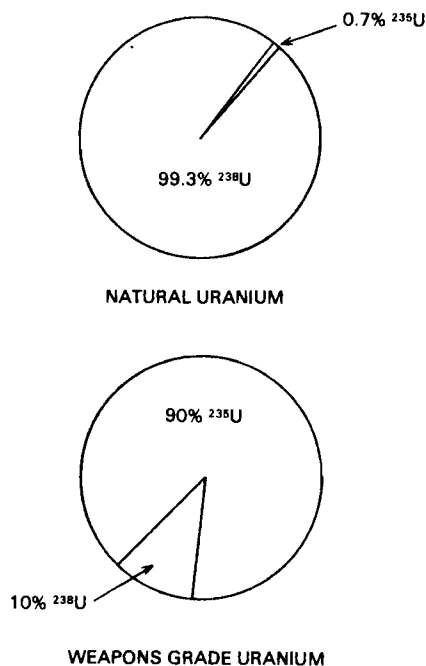 0.7% ²³⁵U
99.3% ²³⁸U
NATURAL URANIUM
90% ²³⁵U
10% ²³⁸U
WEAPONS GRADE URANIUM